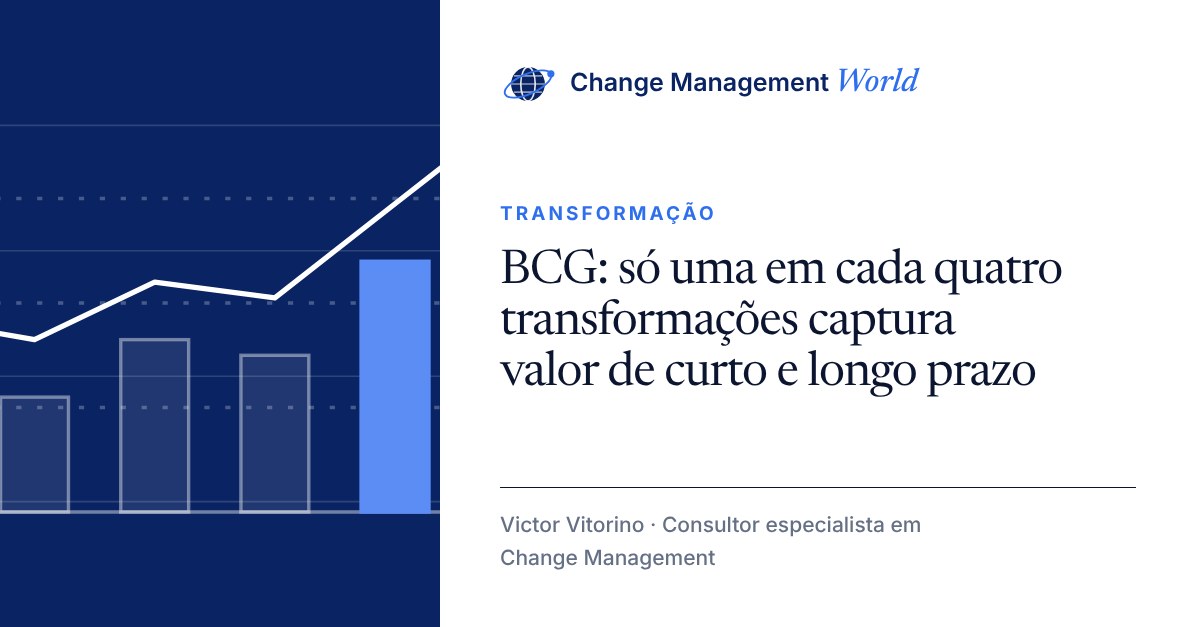 Change Management World
TRANSFORMAÇÃO
BCG: só uma em cada quatro
transformações captura
valor de curto e longo prazo
Victor Vitorino · Consultor especialista em
Change Management